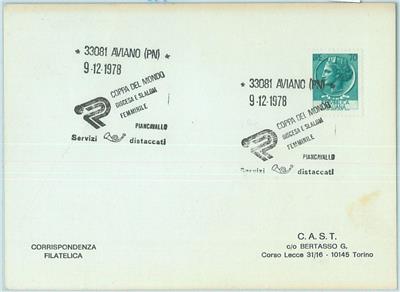 * 33081 AVIANO (PN) *
9-12-1978
COPPA DEL MONDO
DISCESA E SLALOM
FEMMINILE
PIANCAVALLO
Servizi distaccati
* 33081 AVIANO (PN) *
9-12-1978
COPPA DEL MONDO
DISCESA E SLALOM
FEMMINILE
PIANCAVALLO
Servizi distaccati
70
CORRISPONDENZA
FILATELICA
C. A. S. T.
c/o BERTASSO G.
Corso Lecce 31/16 - 10145 Torino